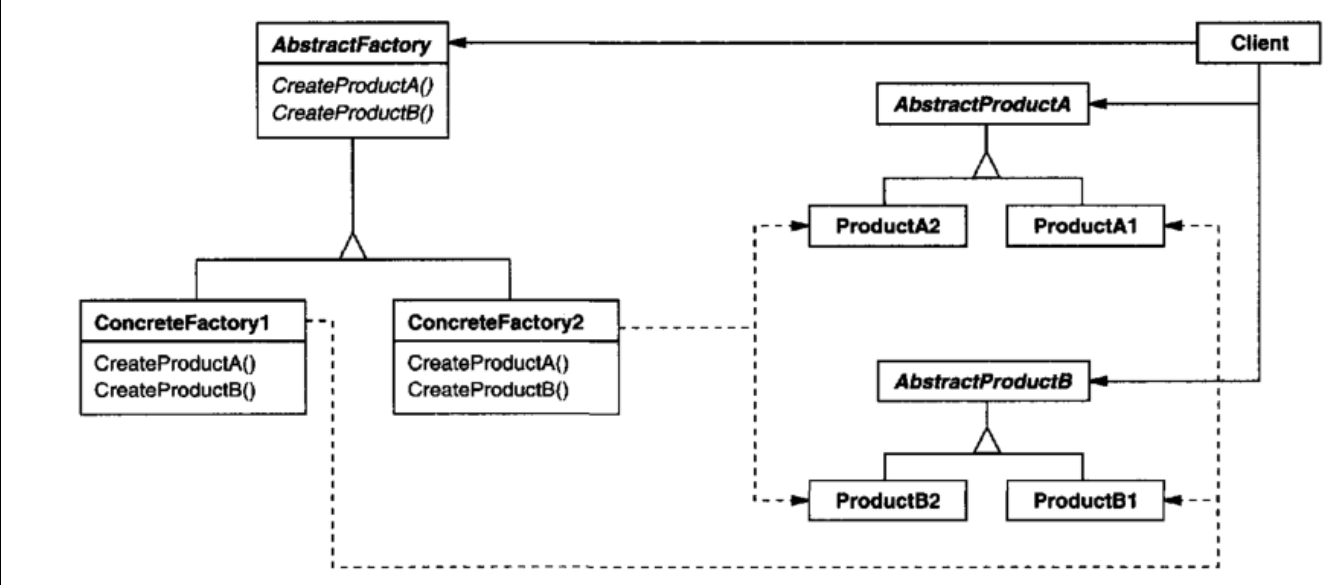 AbstractFactory
CreateProductA()
CreateProductB()
Client
AbstractProductA
ProductA2
ProductA1
ConcreteFactory1
CreateProductA()
CreateProductB()
ConcreteFactory2
CreateProductA()
CreateProductB()
AbstractProductB
ProductB2
ProductB1